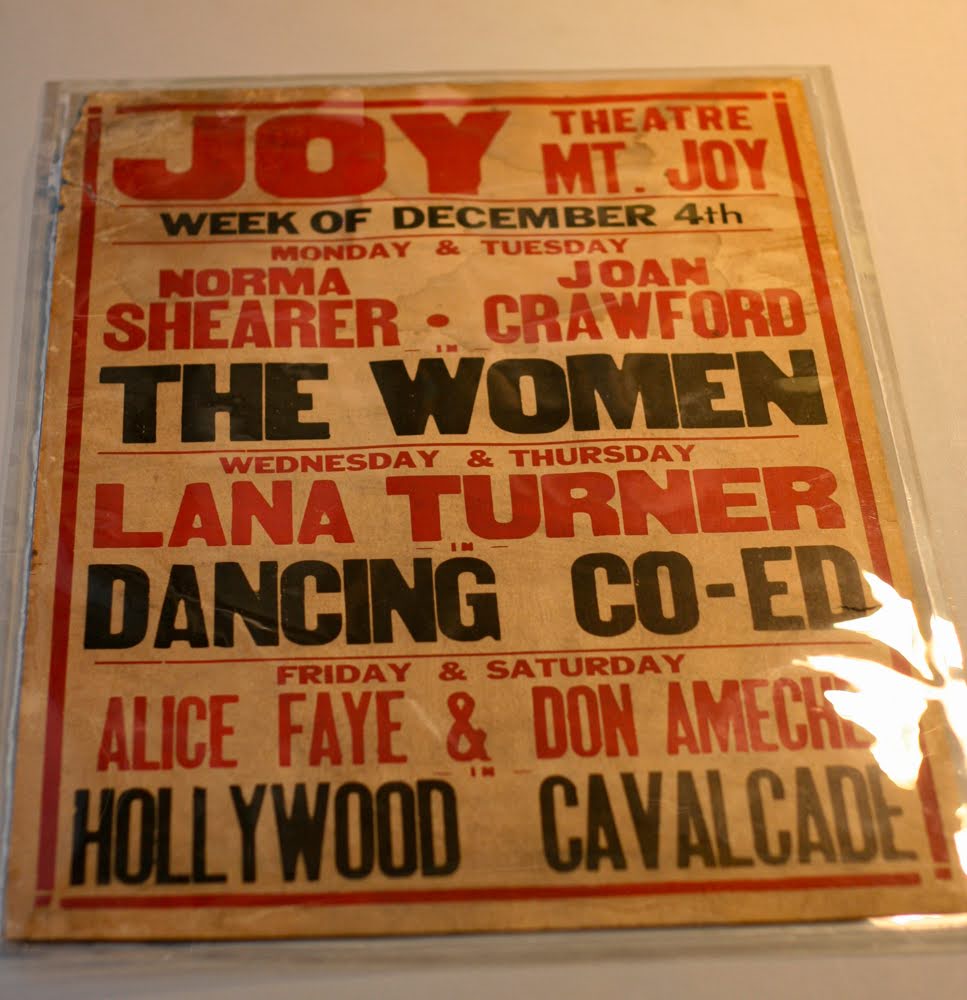 JOY THEATRE
MT. JOY
WEEK OF DECEMBER 4th
MONDAY & TUESDAY
NORMA JOAN
SHEARER • CRAWFORD
— IN —
THE WOMEN
WEDNESDAY & THURSDAY
LANA TURNER
— IN —
DANCING CO-ED
FRIDAY & SATURDAY
ALICE FAYE & DON AMECHE
— IN —
HOLLYWOOD CAVALCADE